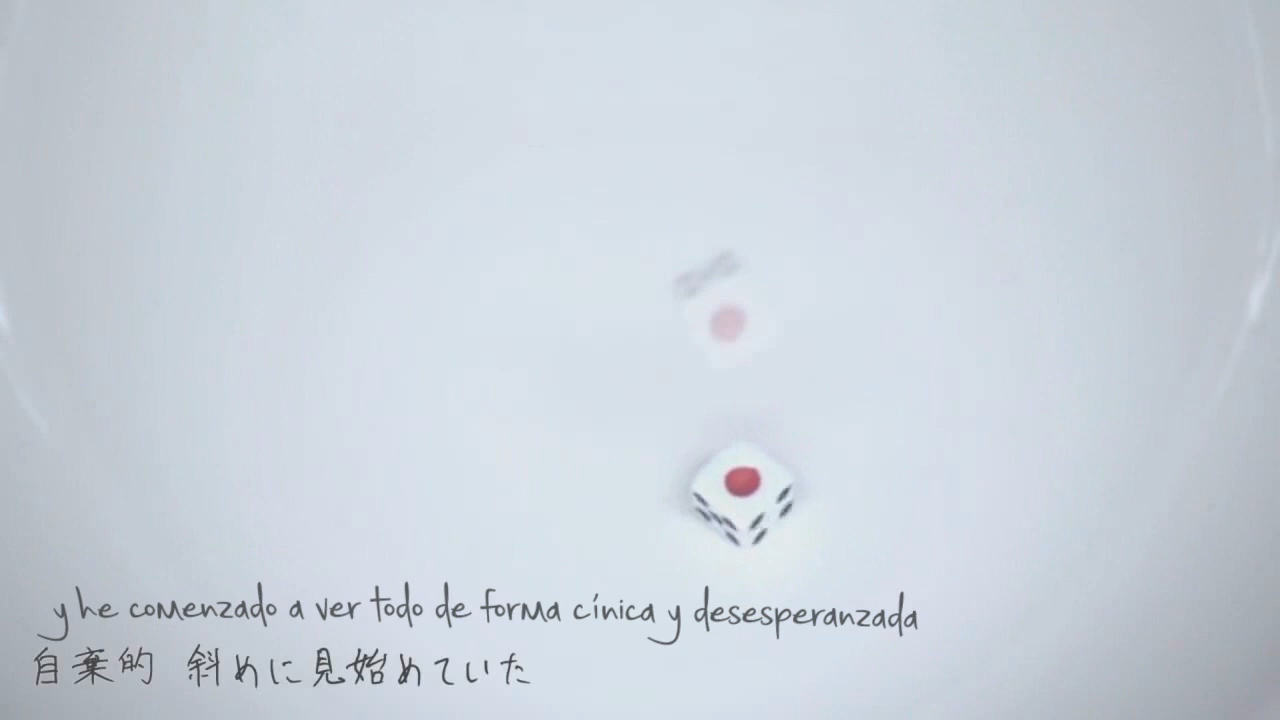 y he comenzado a ver todo de forma cínica y desesperanzada
自棄的 斜めに見始めていた